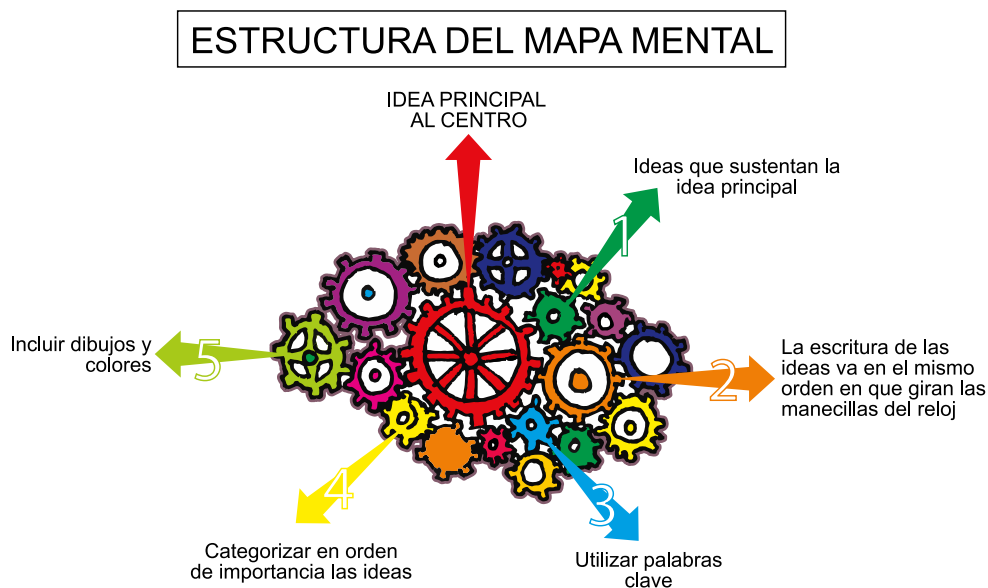 ESTRUCTURA DEL MAPA MENTAL
IDEA PRINCIPAL
AL CENTRO
Ideas que sustentan la
idea principal
1
La escritura de las
ideas va en el mismo
orden en que giran las
manecillas del reloj
2
Utilizar palabras
clave
3
Categorizar en orden
de importancia las ideas
4
Incluir dibujos y
colores
5